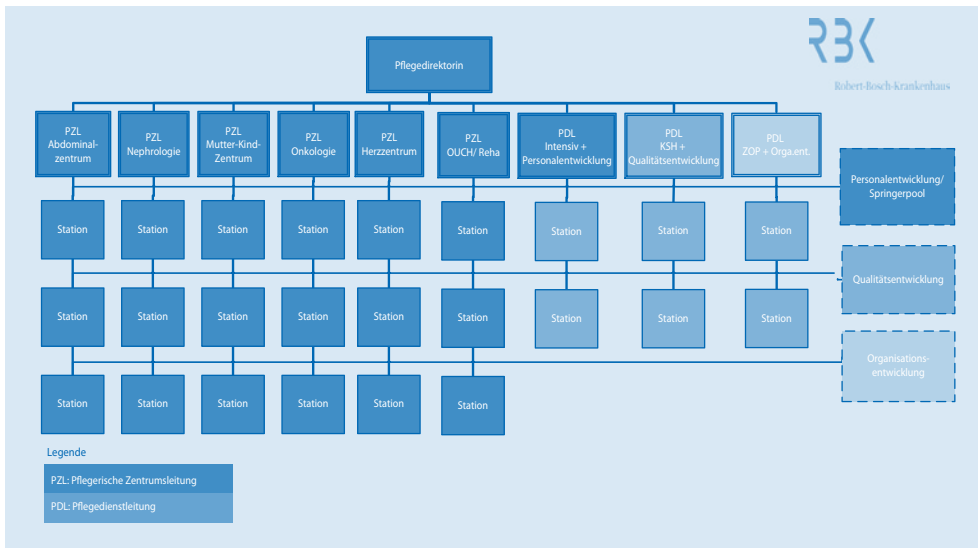 RBK
Robert-Bosch-Krankenhaus
Pflegedirektorin
PZL
Abdominal-
zentrum
PZL
Nephrologie
PZL
Mutter-Kind-
Zentrum
PZL
Onkologie
PZL
Herzzentrum
PZL
OUCH/ Reha
PDL
Intensiv +
Personalentwicklung
PDL
KSH +
Qualitätsentwicklung
PDL
ZOP + Orga.ent.
Personalentwicklung/
Springerpool
Station
Station
Station
Station
Station
Station
Station
Station
Station
Qualitätsentwicklung
Station
Station
Station
Station
Station
Station
Station
Station
Station
Organisations-
entwicklung
Station
Station
Station
Station
Station
Station
Legende
PZL: Pflegerische Zentrumsleitung
PDL: Pflegedienstleitung